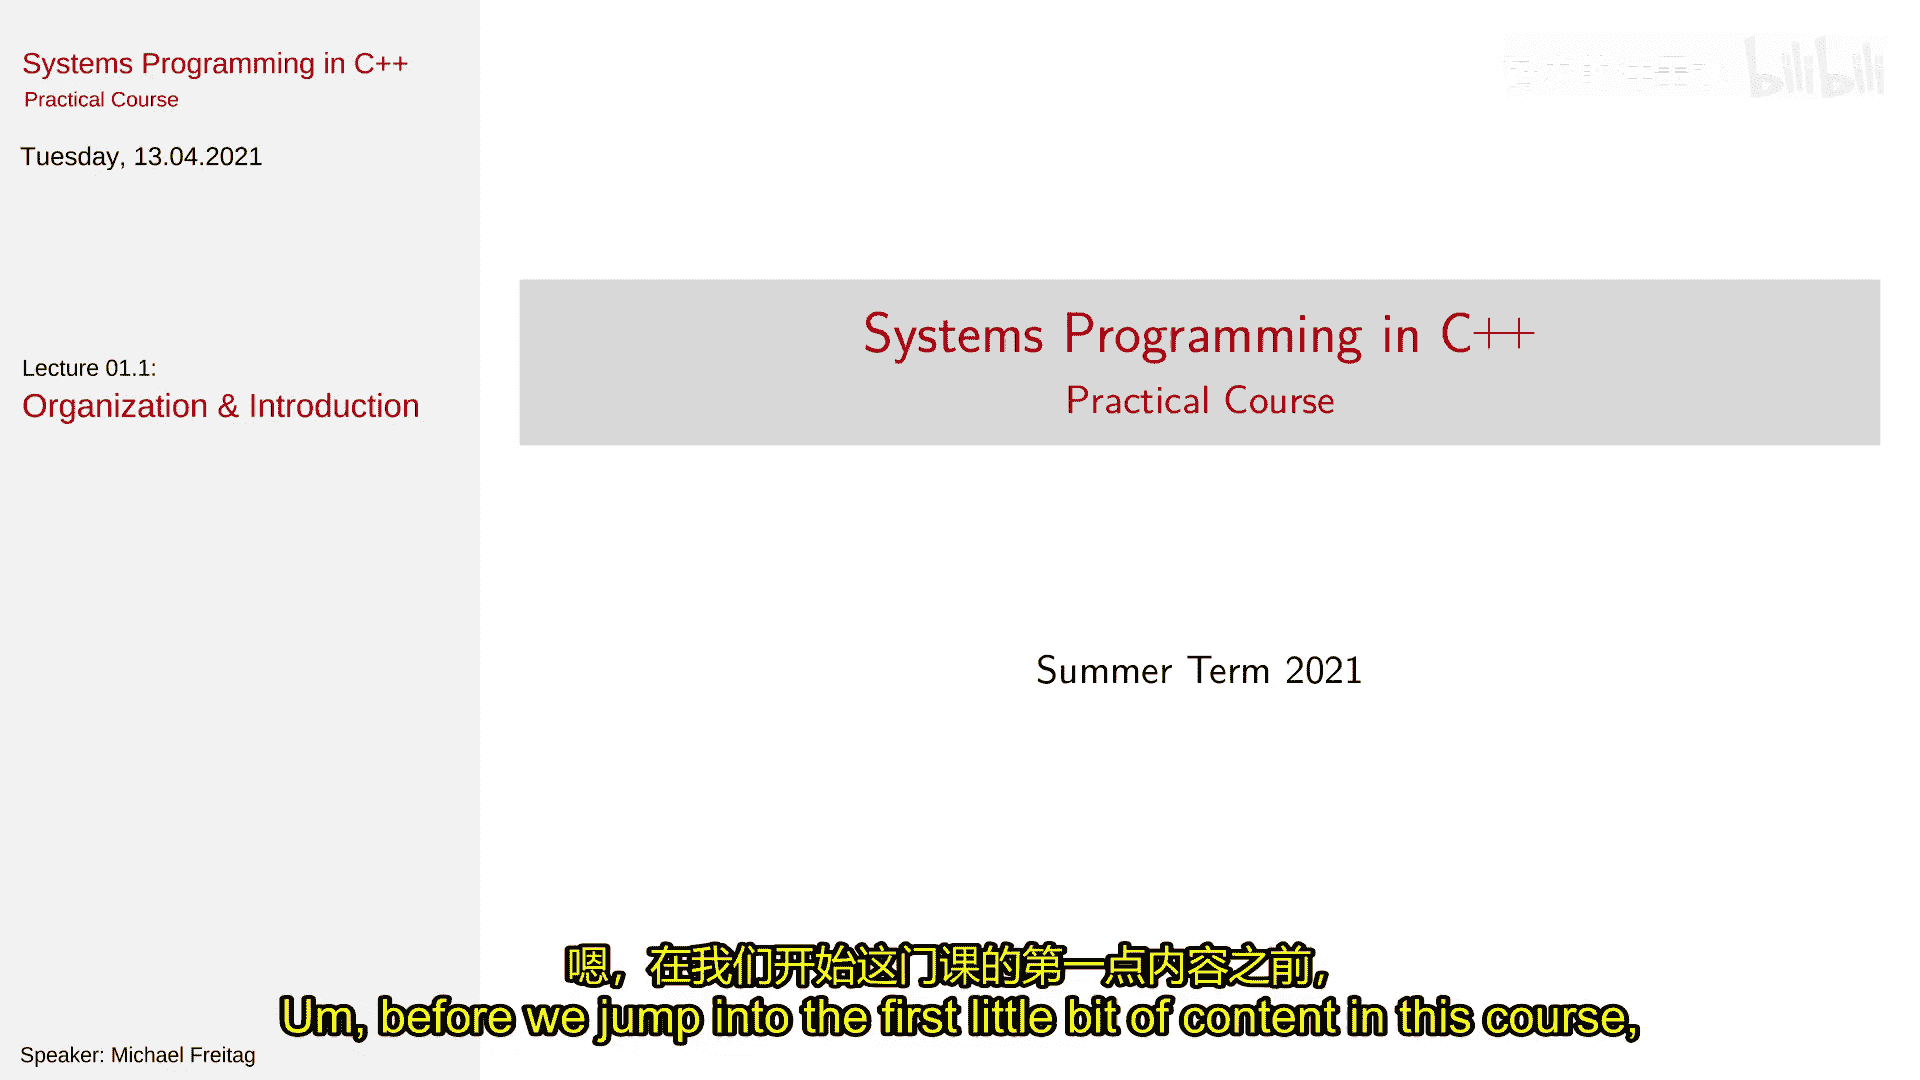 Systems Programming in C++
Practical Course
Tuesday, 13.04.2021
Lecture 01.1:
Organization & Introduction
Speaker: Michael Freitag
bilibili
Systems Programming in C++
Practical Course
Summer Term 2021
嗯，在我们开始这门课的第一点内容之前，
Um, before we jump into the first little bit of content in this course,